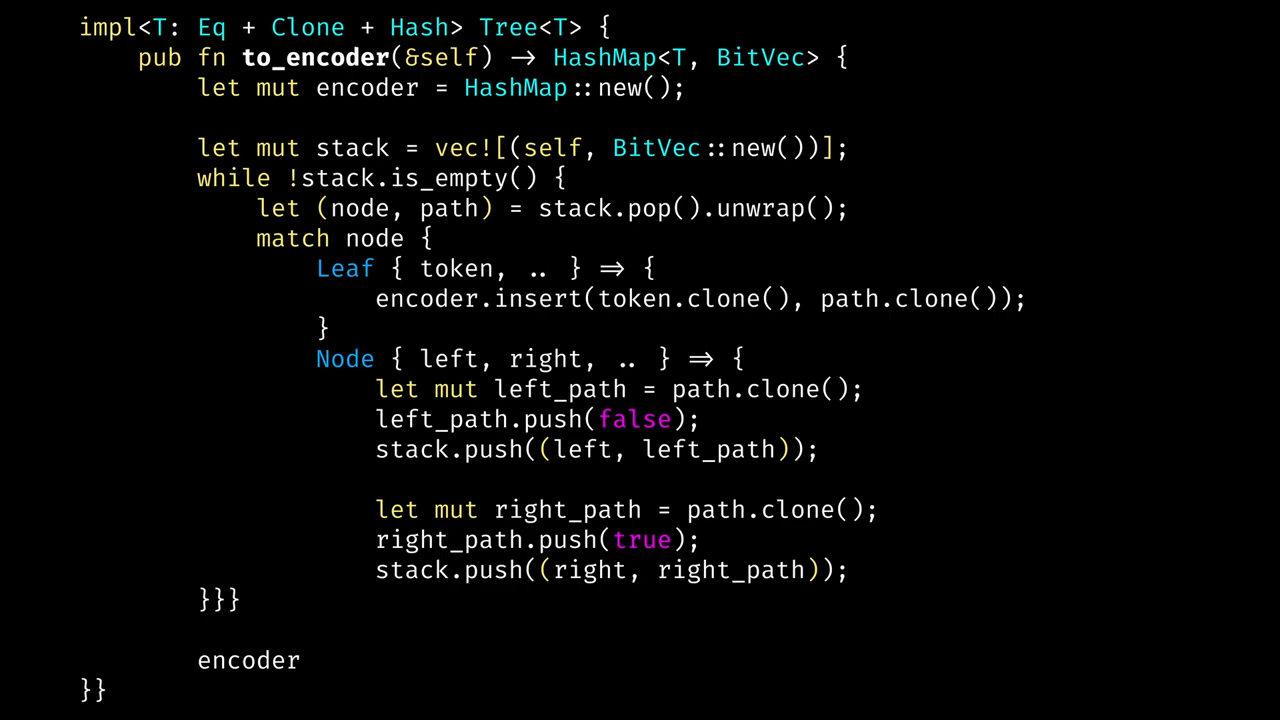 impl<T: Eq + Clone + Hash> Tree<T> {
    pub fn to_encoder(&self) -> HashMap<T, BitVec> {
        let mut encoder = HashMap::new();

        let mut stack = vec![(self, BitVec::new())];
        while !stack.is_empty() {
            let (node, path) = stack.pop().unwrap();
            match node {
                Leaf { token, .. } => {
                    encoder.insert(token.clone(), path.clone());
                }
                Node { left, right, .. } => {
                    let mut left_path = path.clone();
                    left_path.push(false);
                    stack.push((left, left_path));

                    let mut right_path = path.clone();
                    right_path.push(true);
                    stack.push((right, right_path));
        }}}

        encoder
}}